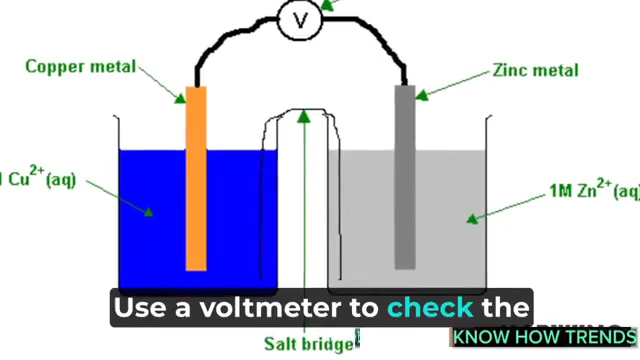 V
Copper metal
Zinc metal
Cu2+(aq)
1M Zn2+(aq)
Use a voltmeter to check the
KNOW HOW TRENDS
Salt bridge